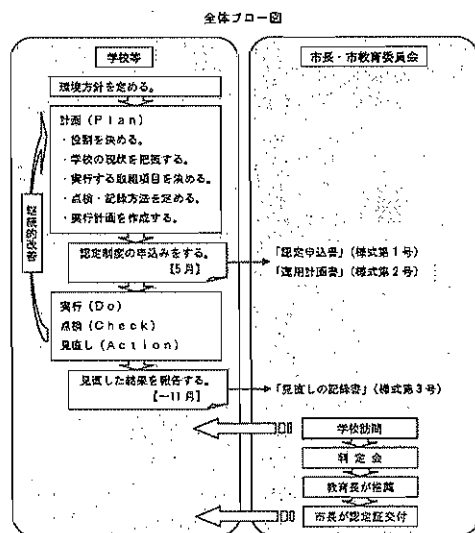 全体フロー図
学校等
市長・市教育委員会
環境方針を定める。
計画（Plan）
・役割を決める。
・学校の現状を把握する。
・実行する取組項目を決める。
・点検・記録方法を定める。
・実行計画を作成する。
認定制度の申込みをする。
【5月】
「認定申込書」（様式第1号）
「運用計画書」（様式第2号）
実行（Do）
点検（Check）
見直し（Action）
見直した結果を報告する。
【～11月】
「見直しの記録書」（様式第3号）
学校訪問
判定会
教育長が推薦
市長が認定証交付